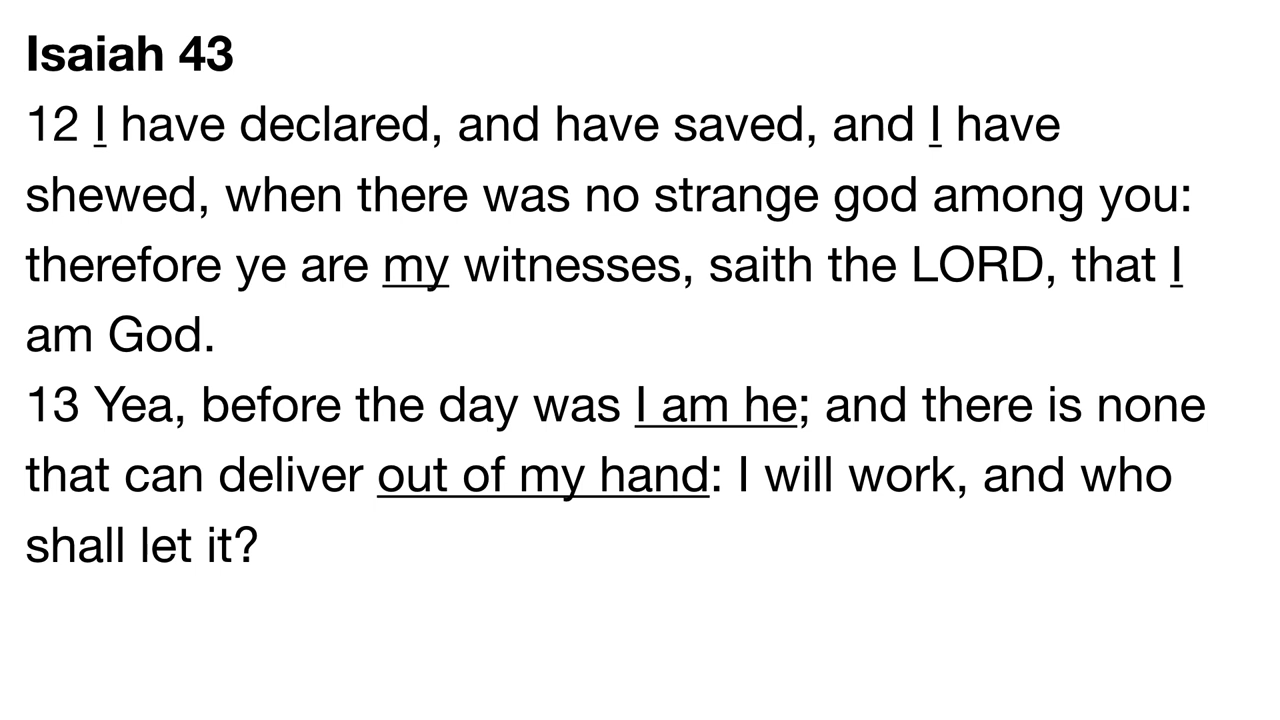 Isaiah 43
12 I have declared, and have saved, and I have
shewed, when there was no strange god among you:
therefore ye are my witnesses, saith the LORD, that I
am God.
13 Yea, before the day was I am he; and there is none
that can deliver out of my hand: I will work, and who
shall let it?